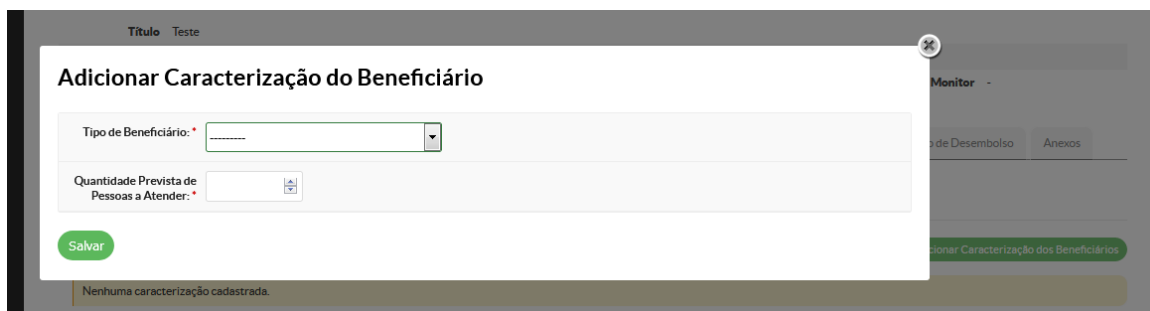 Título Teste
Adicionar Caracterização do Beneficiário
Monitor -
Tipo de Beneficiário: * ---------
de Desembolso Anexos
Quantidade Prevista de
Pessoas a Atender: *
Salvar
Caracterização dos Beneficiários
Nenhuma caracterização cadastrada.